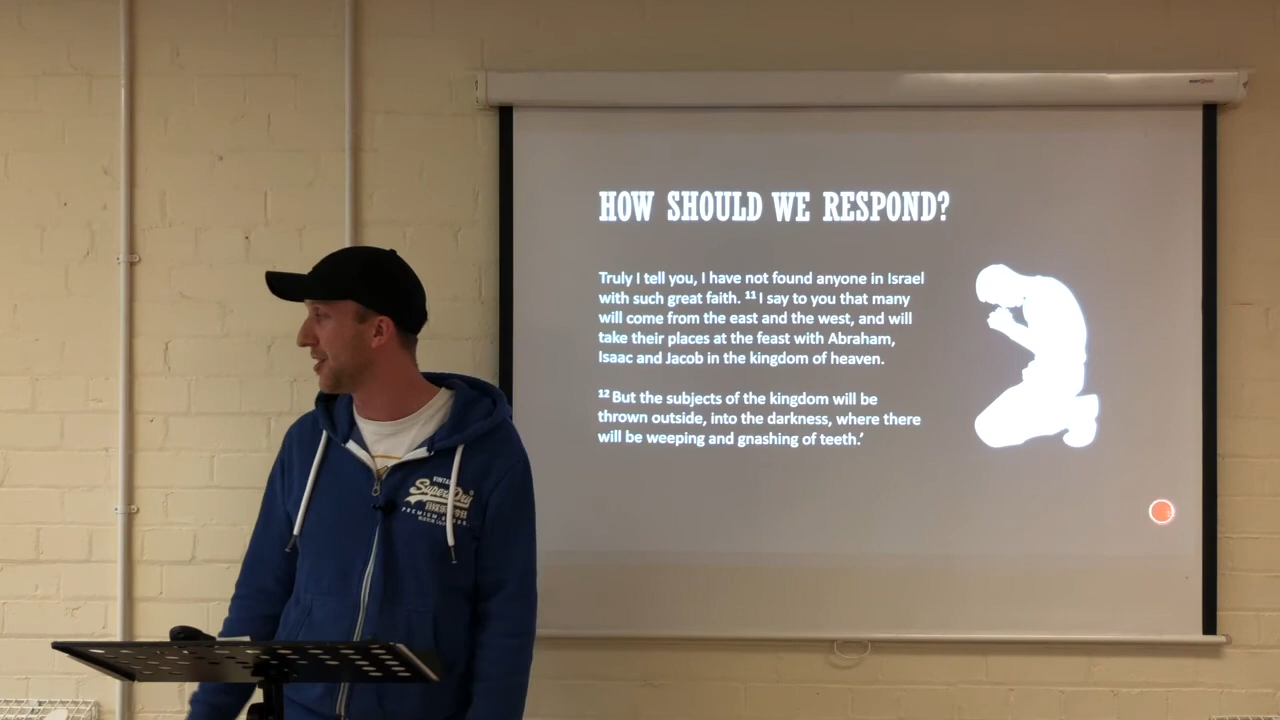 HOW SHOULD WE RESPOND?
Truly I tell you, I have not found anyone in Israel
with such great faith. ¹¹ I say to you that many
will come from the east and the west, and will
take their places at the feast with Abraham,
Isaac and Jacob in the kingdom of heaven.
¹² But the subjects of the kingdom will be
thrown outside, into the darkness, where there
will be weeping and gnashing of teeth.’
VINTAGE
SuperDry
PREMIUM GOODS